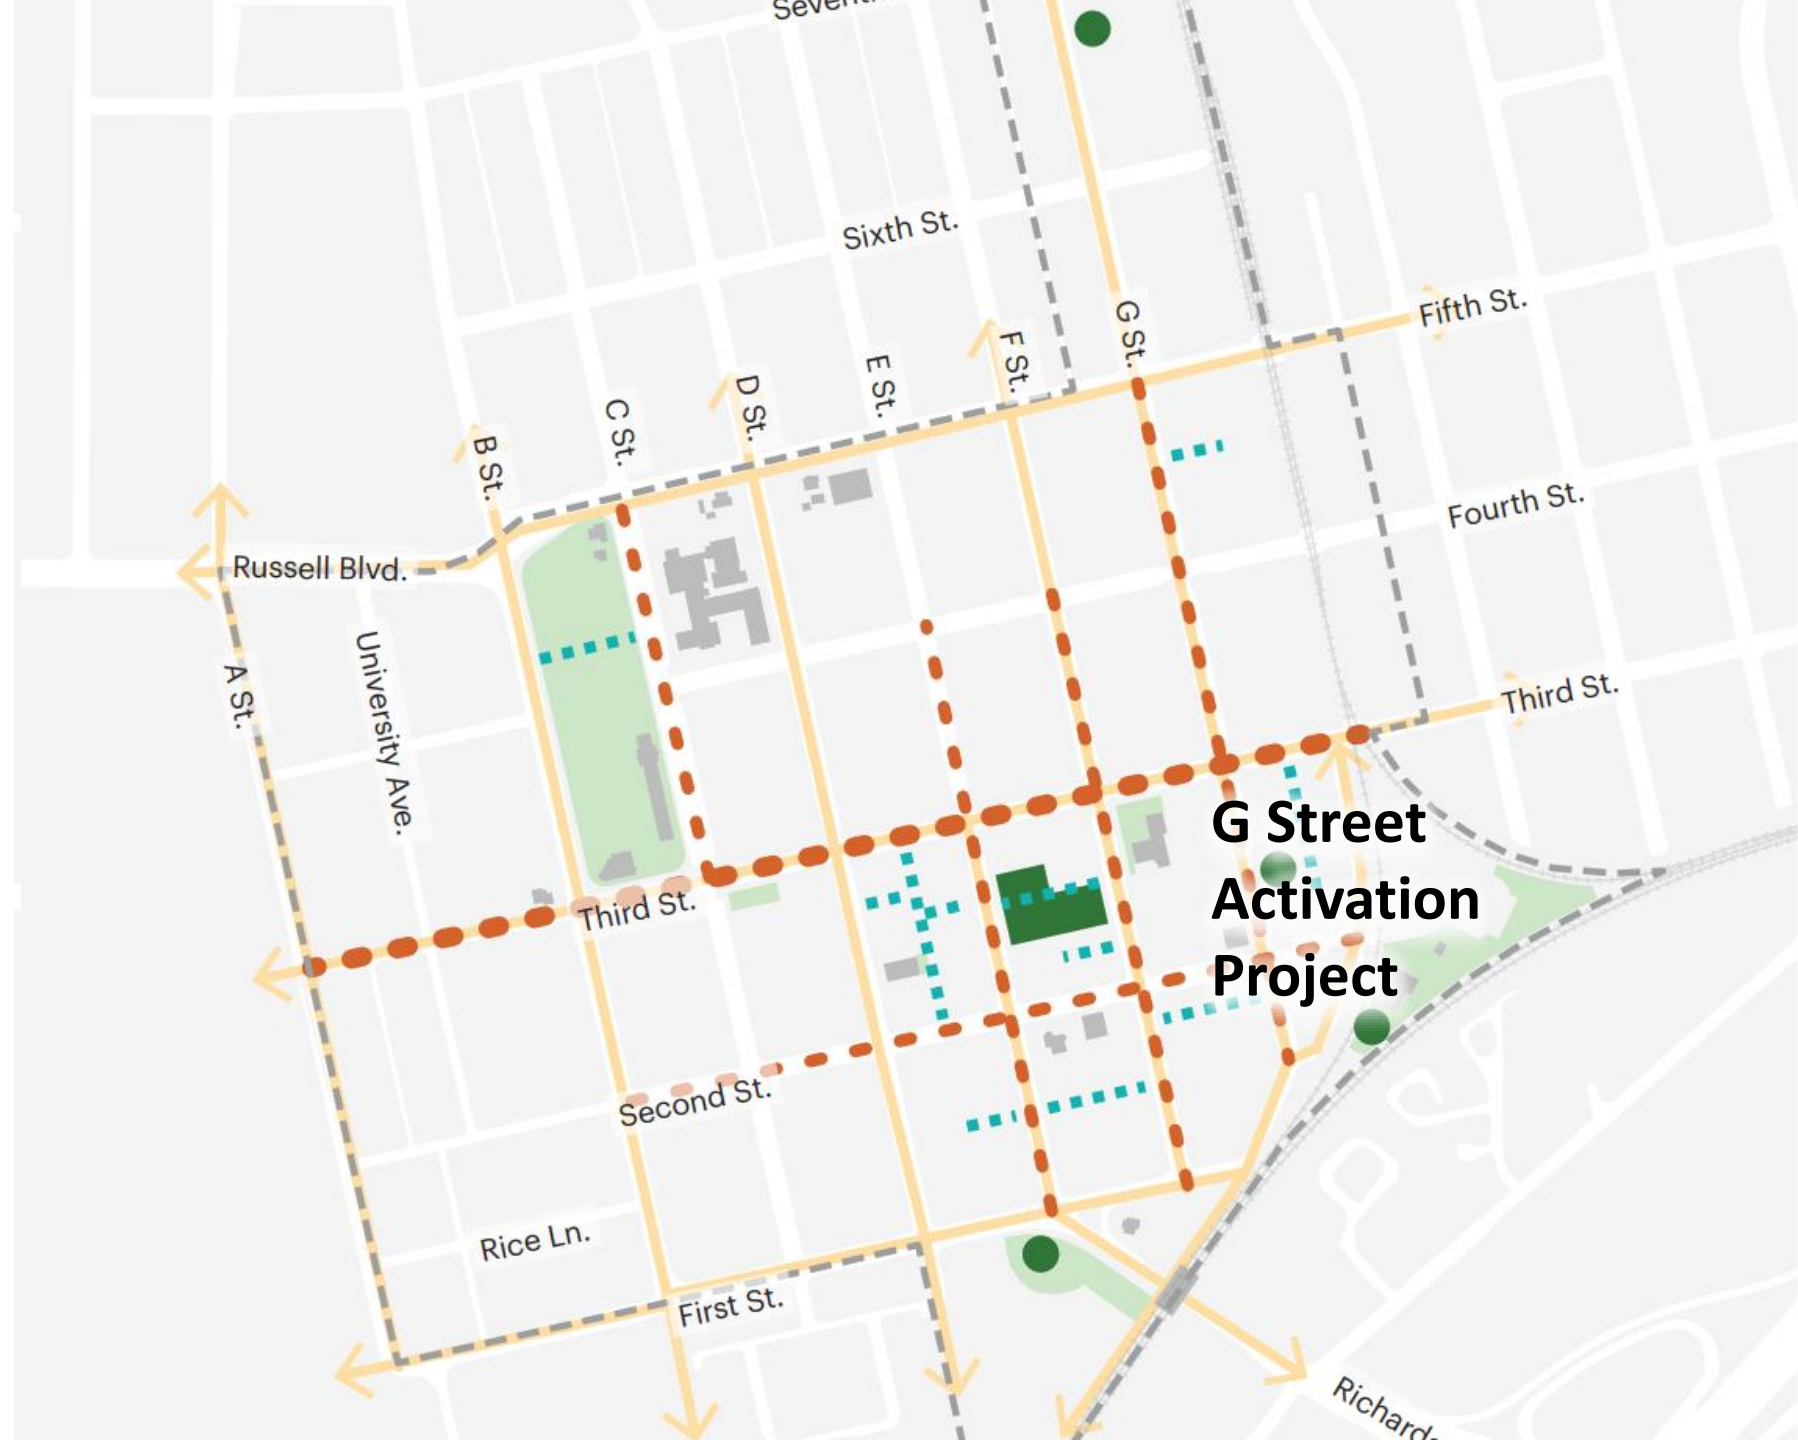 Sixth St.
Fifth St.
G St.
F St.
E St.
D St.
C St.
B St.
Fourth St.
Russell Blvd.
University Ave.
A St.
Third St.
G Street
Activation
Project
Third St.
Second St.
Rice Ln.
First St.